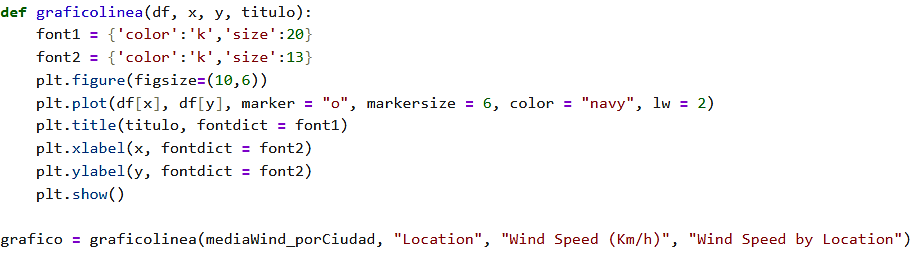 def graficolinea(df, x, y, titulo):
    font1 = {'color':'k','size':20}
    font2 = {'color':'k','size':13}
    plt.figure(figsize=(10,6))
    plt.plot(df[x], df[y], marker = "o", markersize = 6, color = "navy", lw = 2)
    plt.title(titulo, fontdict = font1)
    plt.xlabel(x, fontdict = font2)
    plt.ylabel(y, fontdict = font2)
    plt.show()
grafico = graficolinea(mediaWind_porCiudad, "Location", "Wind Speed (Km/h)", "Wind Speed by Location")